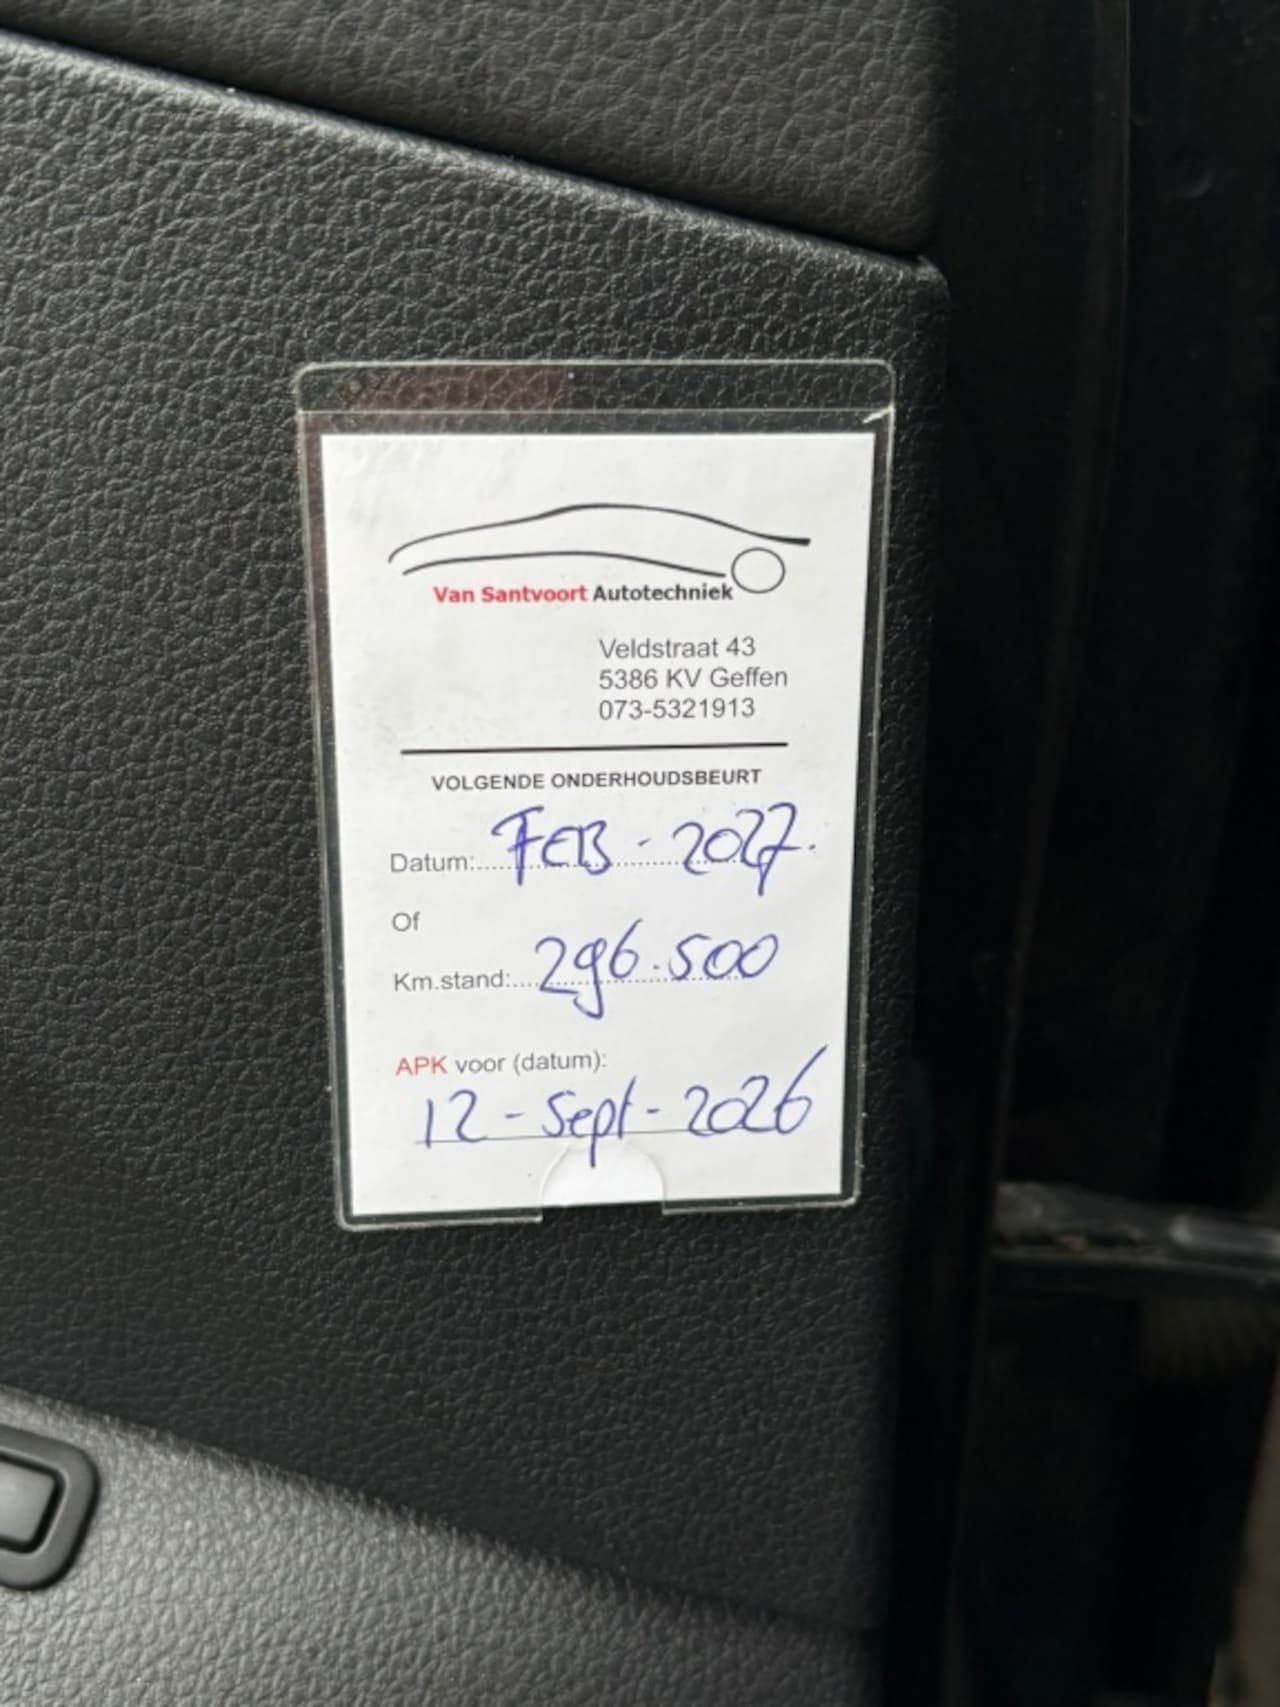 Van Santvoort Autotechniek
Veldstraat 43
5386 KV Geffen
073-5321913
VOLGENDE ONDERHOUDSBEURT
Datum: FEB - 2027.
Of
Km.stand: 296.500
APK voor (datum):
12 - Sept - 2026